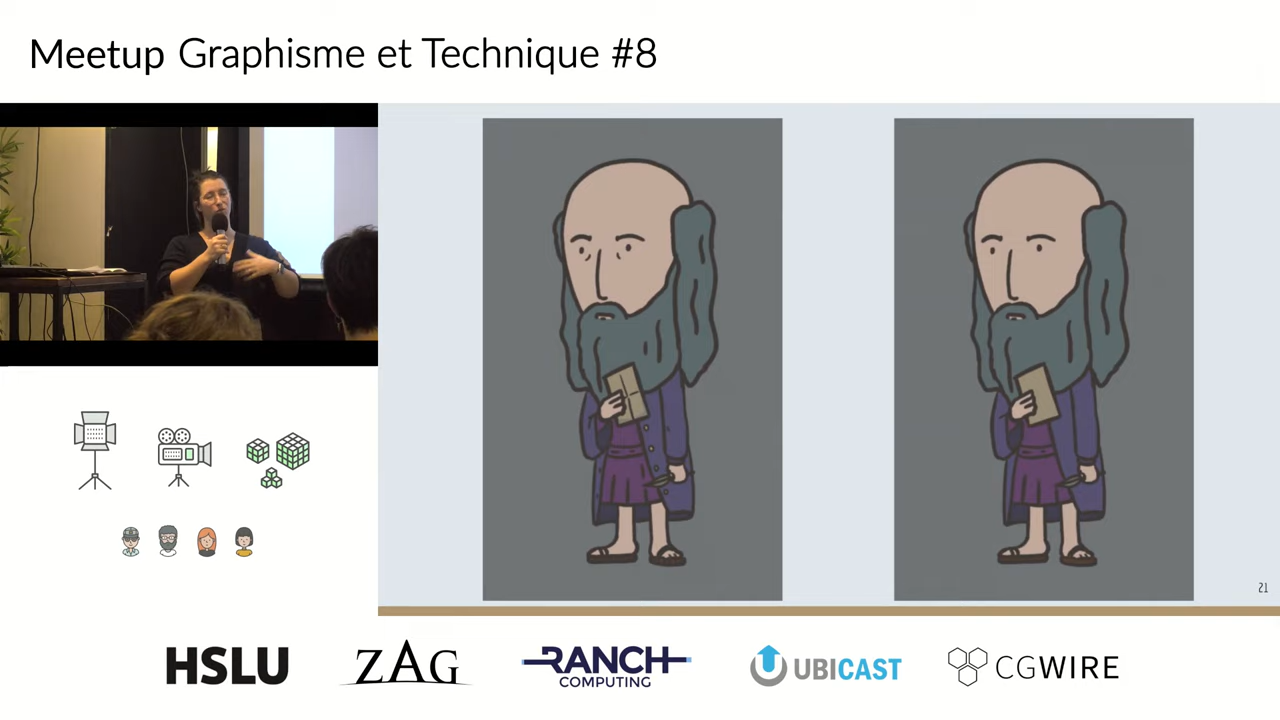 Meetup Graphisme et Technique #8
21
HSLU
ZAG
RANCH
COMPUTING
UBICAST
CGWIRE